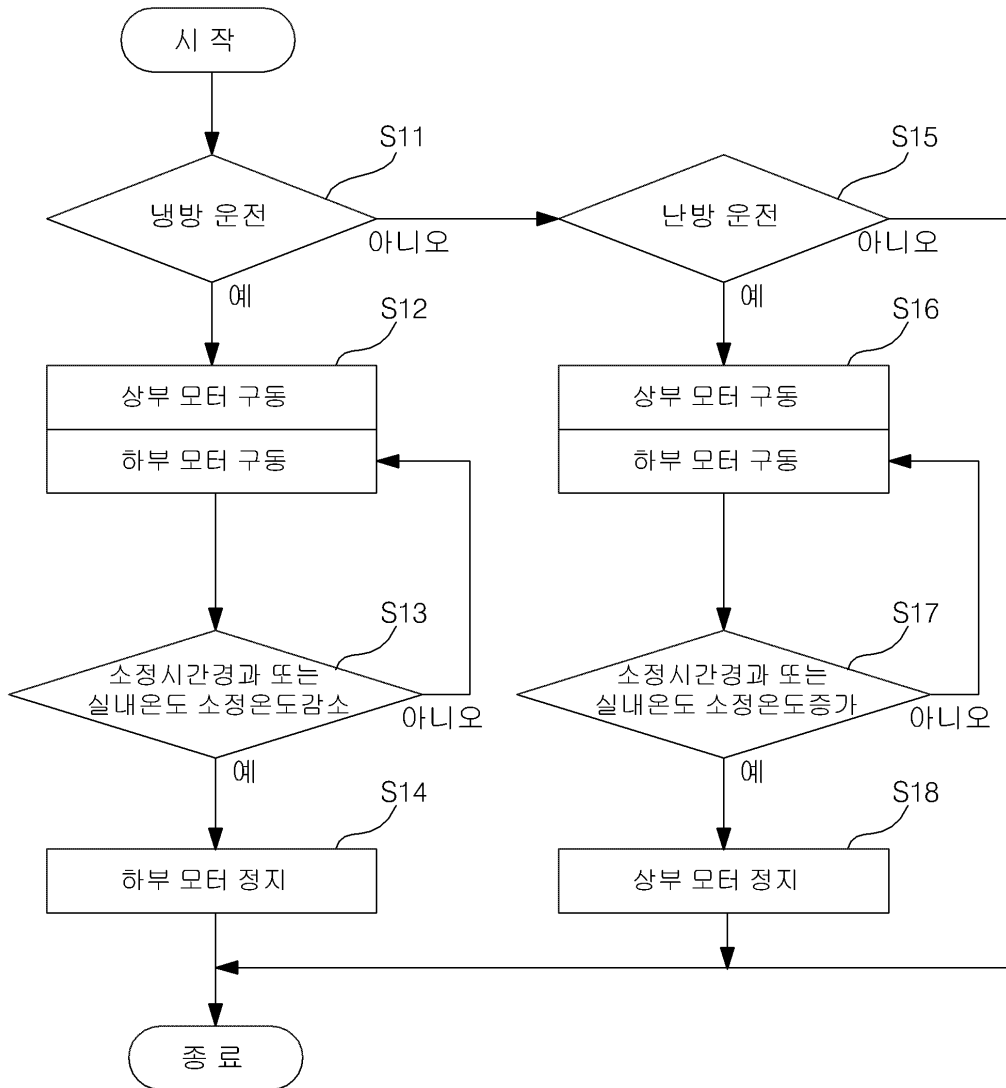 시 작
S11
냉방 운전
아니오
예
S15
난방 운전
아니오
예
S12
상부 모터 구동
하부 모터 구동
S16
상부 모터 구동
하부 모터 구동
S13
소정시간경과 또는
실내온도 소정온도감소
아니오
예
S17
소정시간경과 또는
실내온도 소정온도증가
아니오
예
S14
하부 모터 정지
S18
상부 모터 정지
종 료